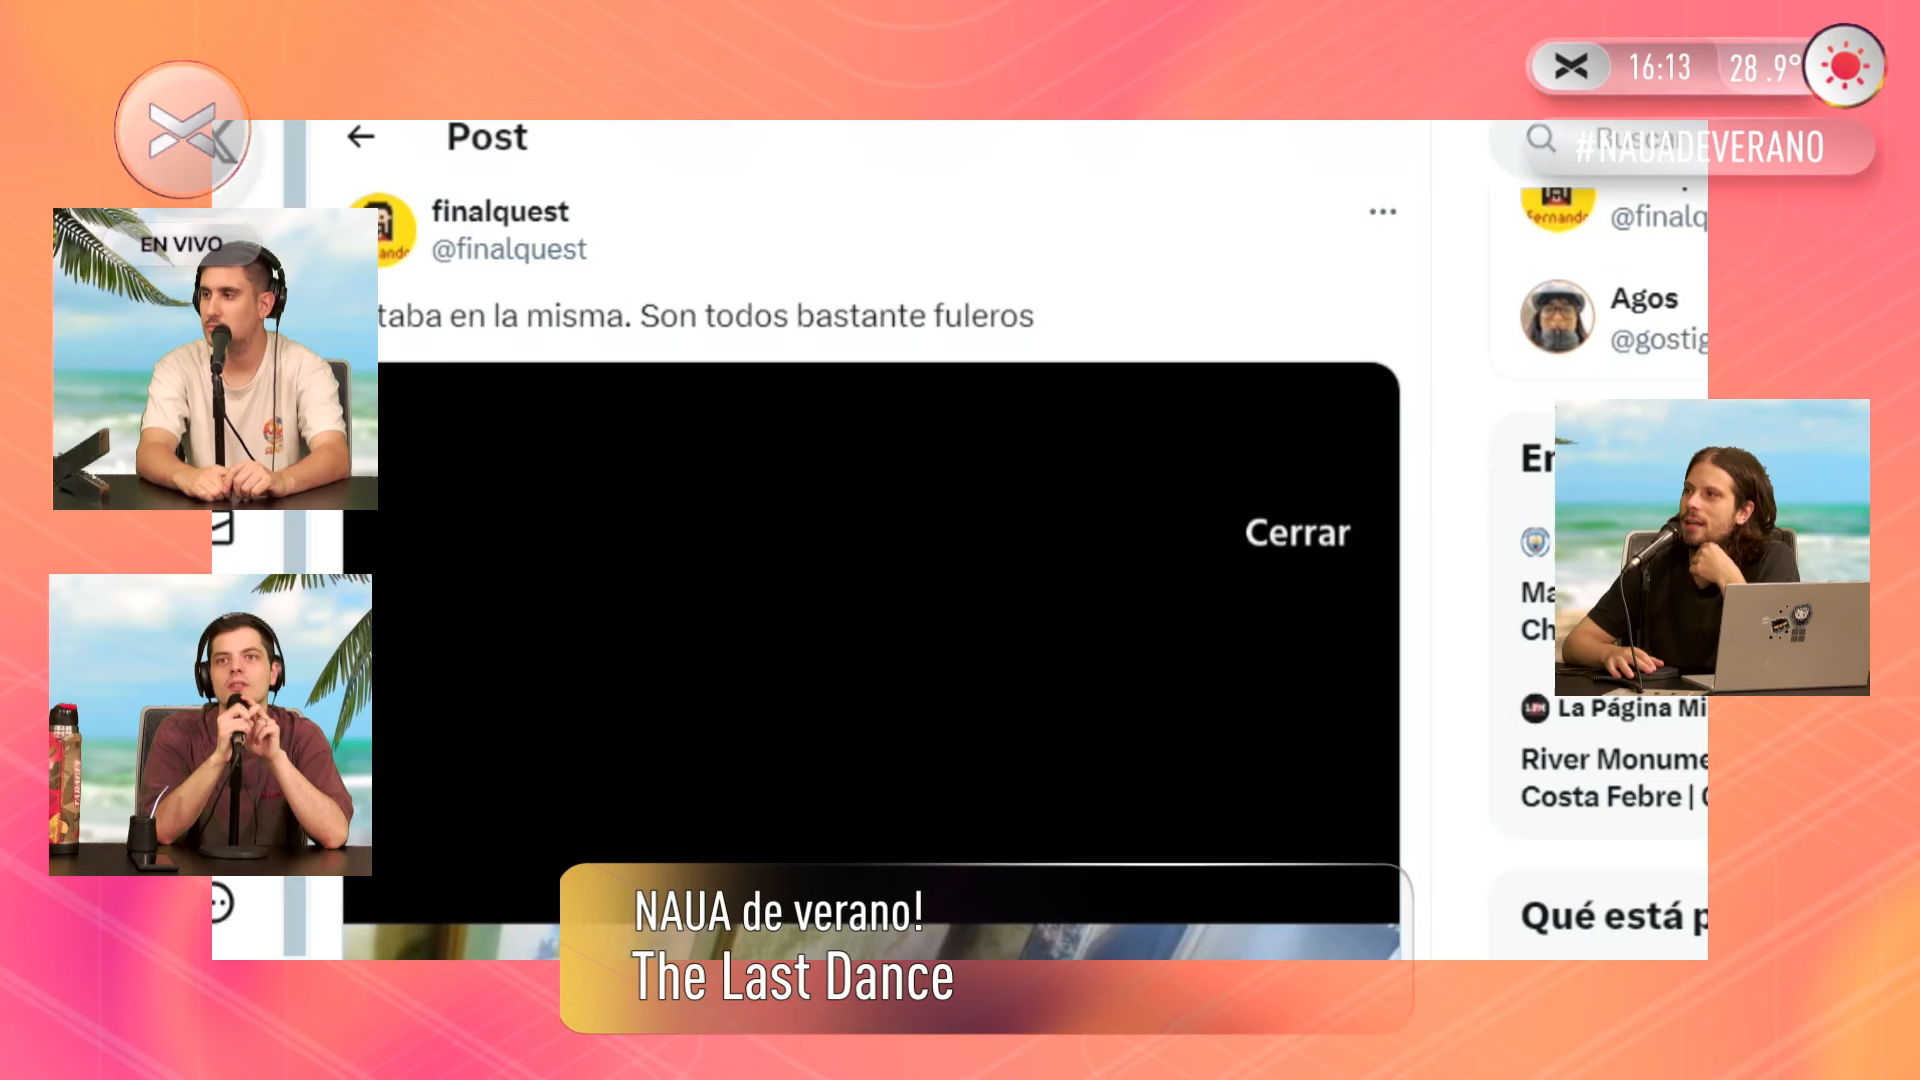 16:13
28.9°
#NAUADEVERANO
EN VIVO
Post
finalquest
@finalquest
taba en la misma. Son todos bastante fuleros
Cerrar
Fernando
@finalq
Agos
@gostig
En
Ma
Ch
La Página Mi
River Monume
Costa Febre |
Qué está p
NAUA de verano!
The Last Dance